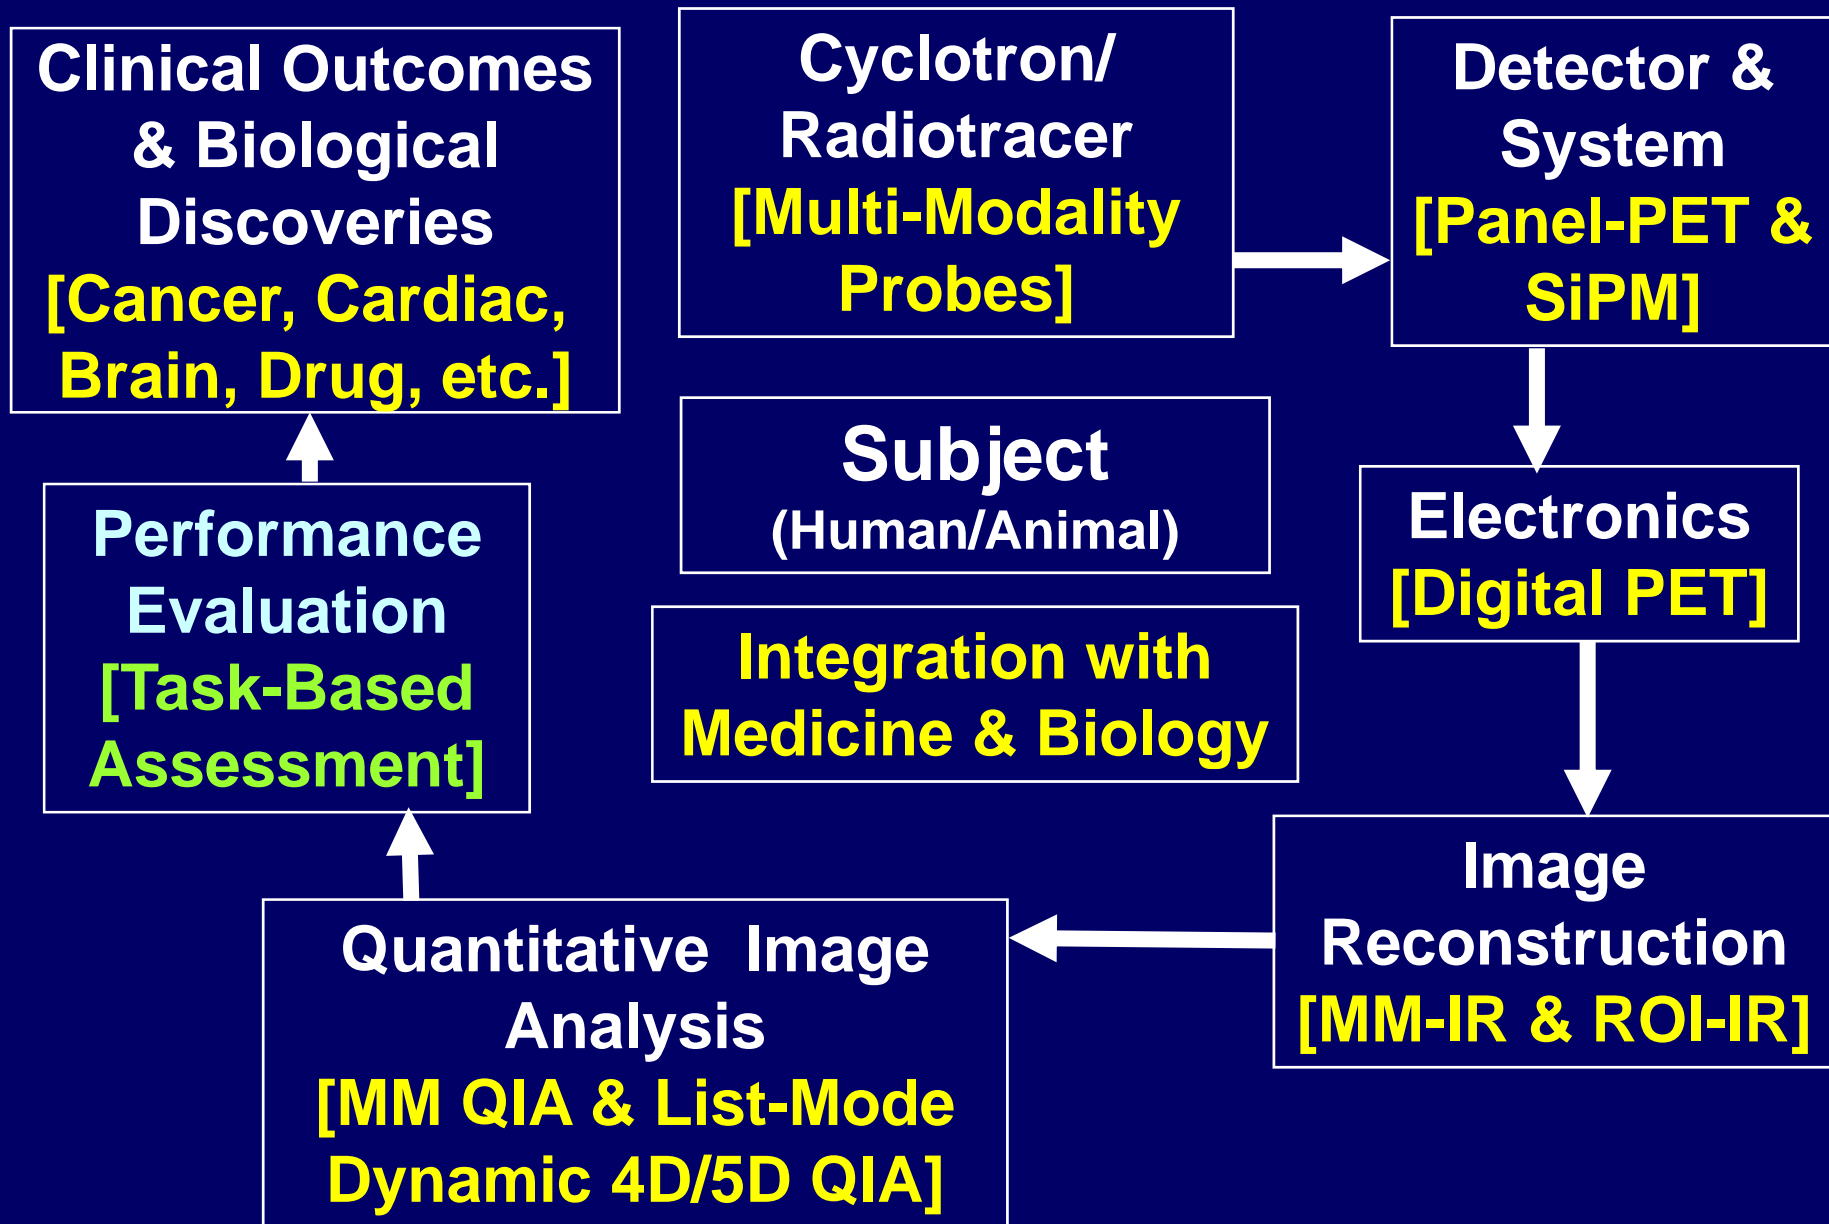 Clinical Outcomes
& Biological
Discoveries
[Cancer, Cardiac,
Brain, Drug, etc.]
Cyclotron/
Radiotracer
[Multi-Modality
Probes]
Detector &
System
[Panel-PET &
SiPM]
Subject
(Human/Animal)
Electronics
[Digital PET]
Performance
Evaluation
[Task-Based
Assessment]
Integration with
Medicine & Biology
Image
Reconstruction
[MM-IR & ROI-IR]
Quantitative Image
Analysis
[MM QIA & List-Mode
Dynamic 4D/5D QIA]